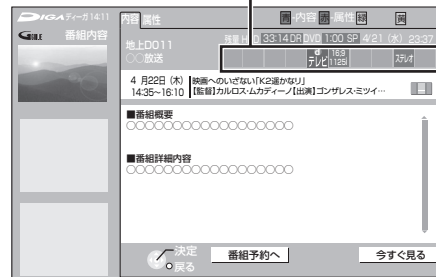 DIGA ディーガ 14:11
GUIDE 番組内容
内容 属性
青-内容 赤-属性 緑 黄
地上D011
○○放送
残量 HDD 33:14 DR DVD 1:00 SP 4/21 (水) 23:37
d テレビ 16:9 1125i ステレオ
4月22日 (木) 映画へのいざない「K2遥かなり」
14:35~16:10 【監督】カルロス・ムカディーノ【出演】ゴンザレス・ミツイ…
■番組概要
○○○○○○○○○○○○○○○○○○○
■番組詳細内容
○○○○○○○○○○○○○○○○○○○
決定
戻る
番組予約へ
今すぐ見る